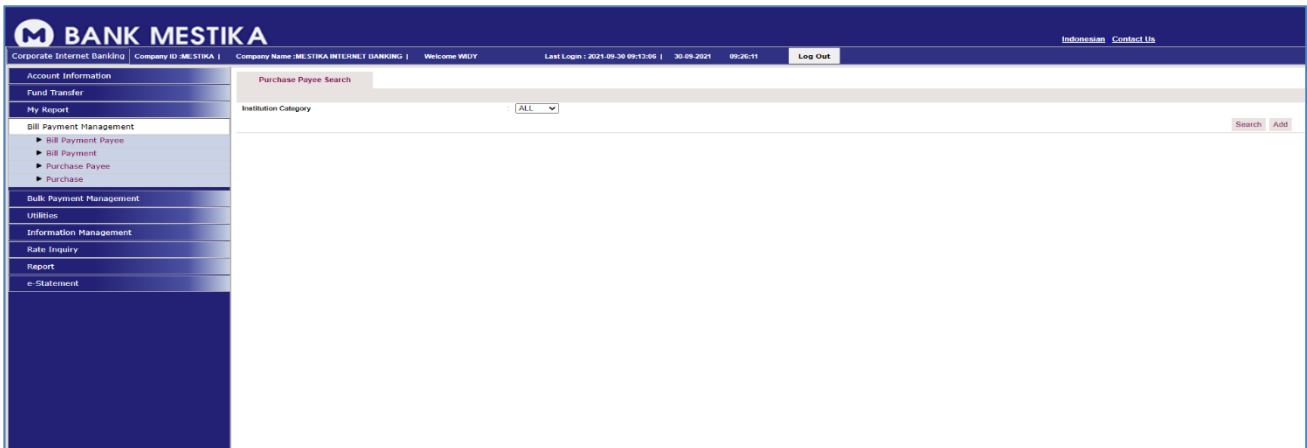 BANK MESTIKA
Indonesian Contact Us
Corporate Internet Banking Company ID :MESTIKA | Company Name :MESTIKA INTERNET BANKING | Welcome WIDY Last Login : 2021-09-30 09:13:06 | 30-09-2021 09:26:11 Log Out
Account Information
Fund Transfer
My Report
Bill Payment Management
Bill Payment Payee
Bill Payment
Purchase Payee
Purchase
Bulk Payment Management
Utilities
Information Management
Rate Inquiry
Report
e-Statement
Purchase Payee Search
Institution Category : ALL
Search Add